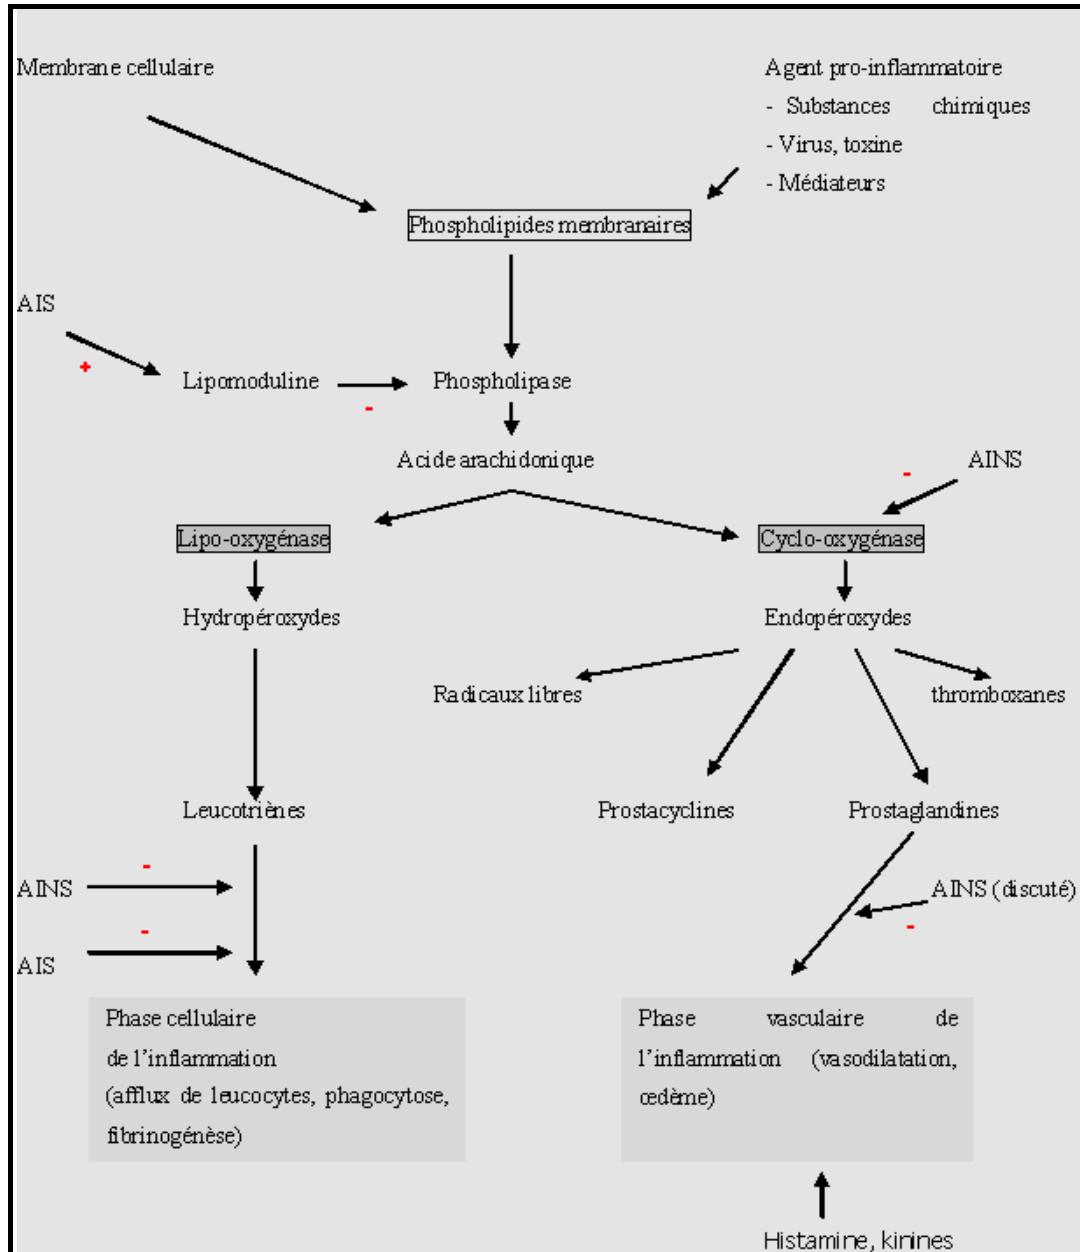 Membrane cellulaire
Agent pro-inflammatoire
- Substances chimiques
- Virus, toxine
- Médiateurs
Phospholipides membranaires
AIS
+
Lipomoduline
-
Phospholipase
Acide arachidonique
AINS
-
Lipo-oxygénase
Cyclo-oxygénase
Hydropéroxydes
Endopéroxydes
Radicaux libres
thromboxanes
Leucotriènes
Prostacyclines
Prostaglandines
-
AINS
AINS (discuté)
-
-
AIS
Phase cellulaire
de l'inflammation
(afflux de leucocytes, phagocytose,
fibrinogénèse)
Phase vasculaire de
l'inflammation (vasodilatation,
œdème)
Histamine, kinines